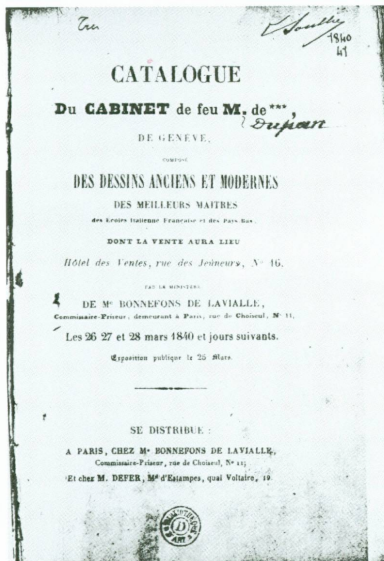 1840
41
CATALOGUE
Du CABINET de feu M. de ***,
Dupan
DE GENÈVE,
COMPOSÉ
DES DESSINS ANCIENS ET MODERNES
DES MEILLEURS MAITRES
des Ecoles Italienne Française et des Pays Bas.
DONT LA VENTE AURA LIEU
Hôtel des Ventes, rue des Jeûneurs, N° 16.
PAR LE MINISTÈRE
DE Me BONNEFONS DE LAVIALLE,
Commissaire-Priseur, demeurant à Paris, rue de Choiseul, N° 11,
Les 26 27 et 28 mars 1840 et jours suivants.
Exposition publique le 25 Mars.
SE DISTRIBUE :
A PARIS, CHEZ Me BONNEFONS DE LAVIALLE,
Commissaire-Priseur, rue de Choiseul, N° 11;
Et chez M. DEFER, Md d'Estampes, quai Voltaire, 19.